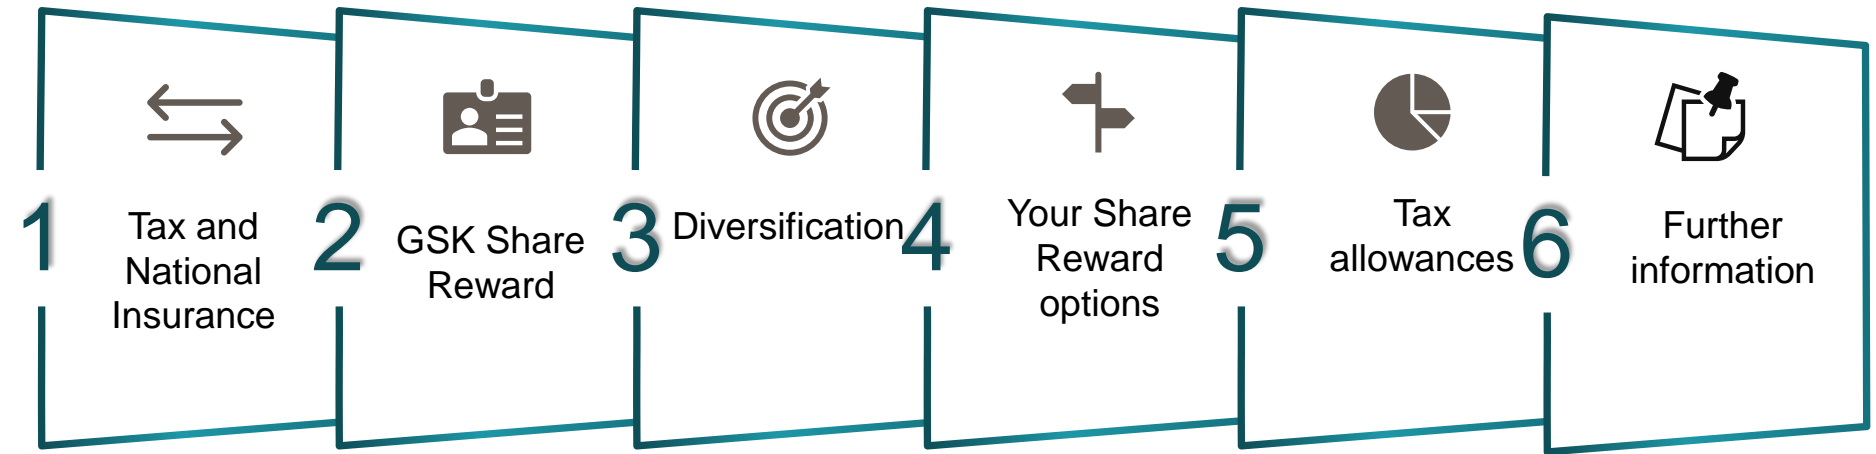 1
Tax and
National
Insurance
2
GSK Share
Reward
3
Diversification
4
Your Share
Reward
options
5
Tax
allowances
6
Further
information